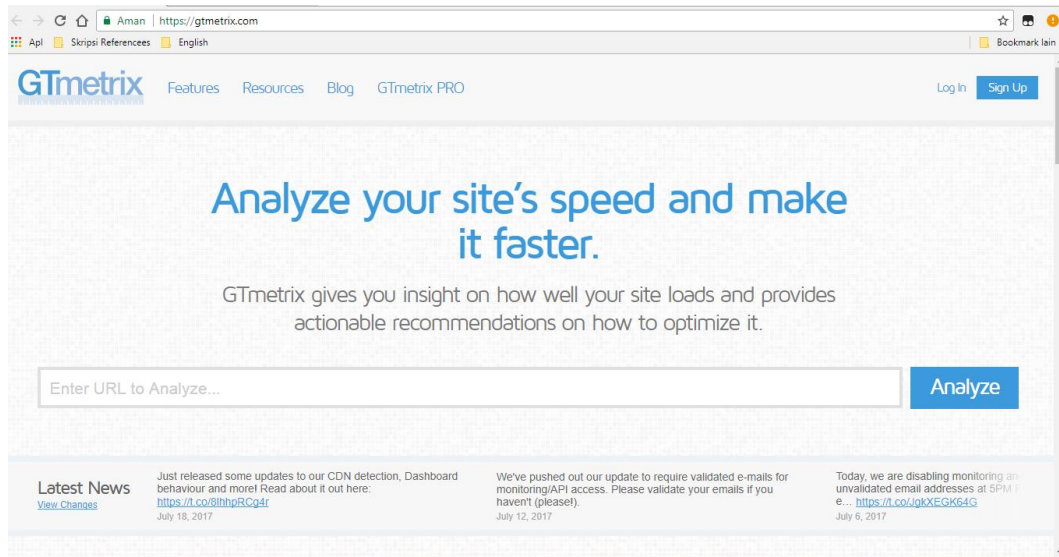 Aman | https://gtmetrix.com
Apl Skripsi Referencees English Bookmark lain
GTmetrix Features Resources Blog GTmetrix PRO Log In Sign Up
Analyze your site's speed and make
it faster.
GTmetrix gives you insight on how well your site loads and provides
actionable recommendations on how to optimize it.
Enter URL to Analyze... Analyze
Latest News
View Changes
Just released some updates to our CDN detection, Dashboard
behaviour and more! Read about it out here:
https://t.co/8IhhpRCg4r
July 18, 2017
We've pushed out our update to require validated e-mails for
monitoring/API access. Please validate your emails if you
haven't (please!).
July 12, 2017
Today, we are disabling monitoring an
unvalidated email addresses at 5PM
e... https://t.co/JgkXEGK64G
July 6, 2017